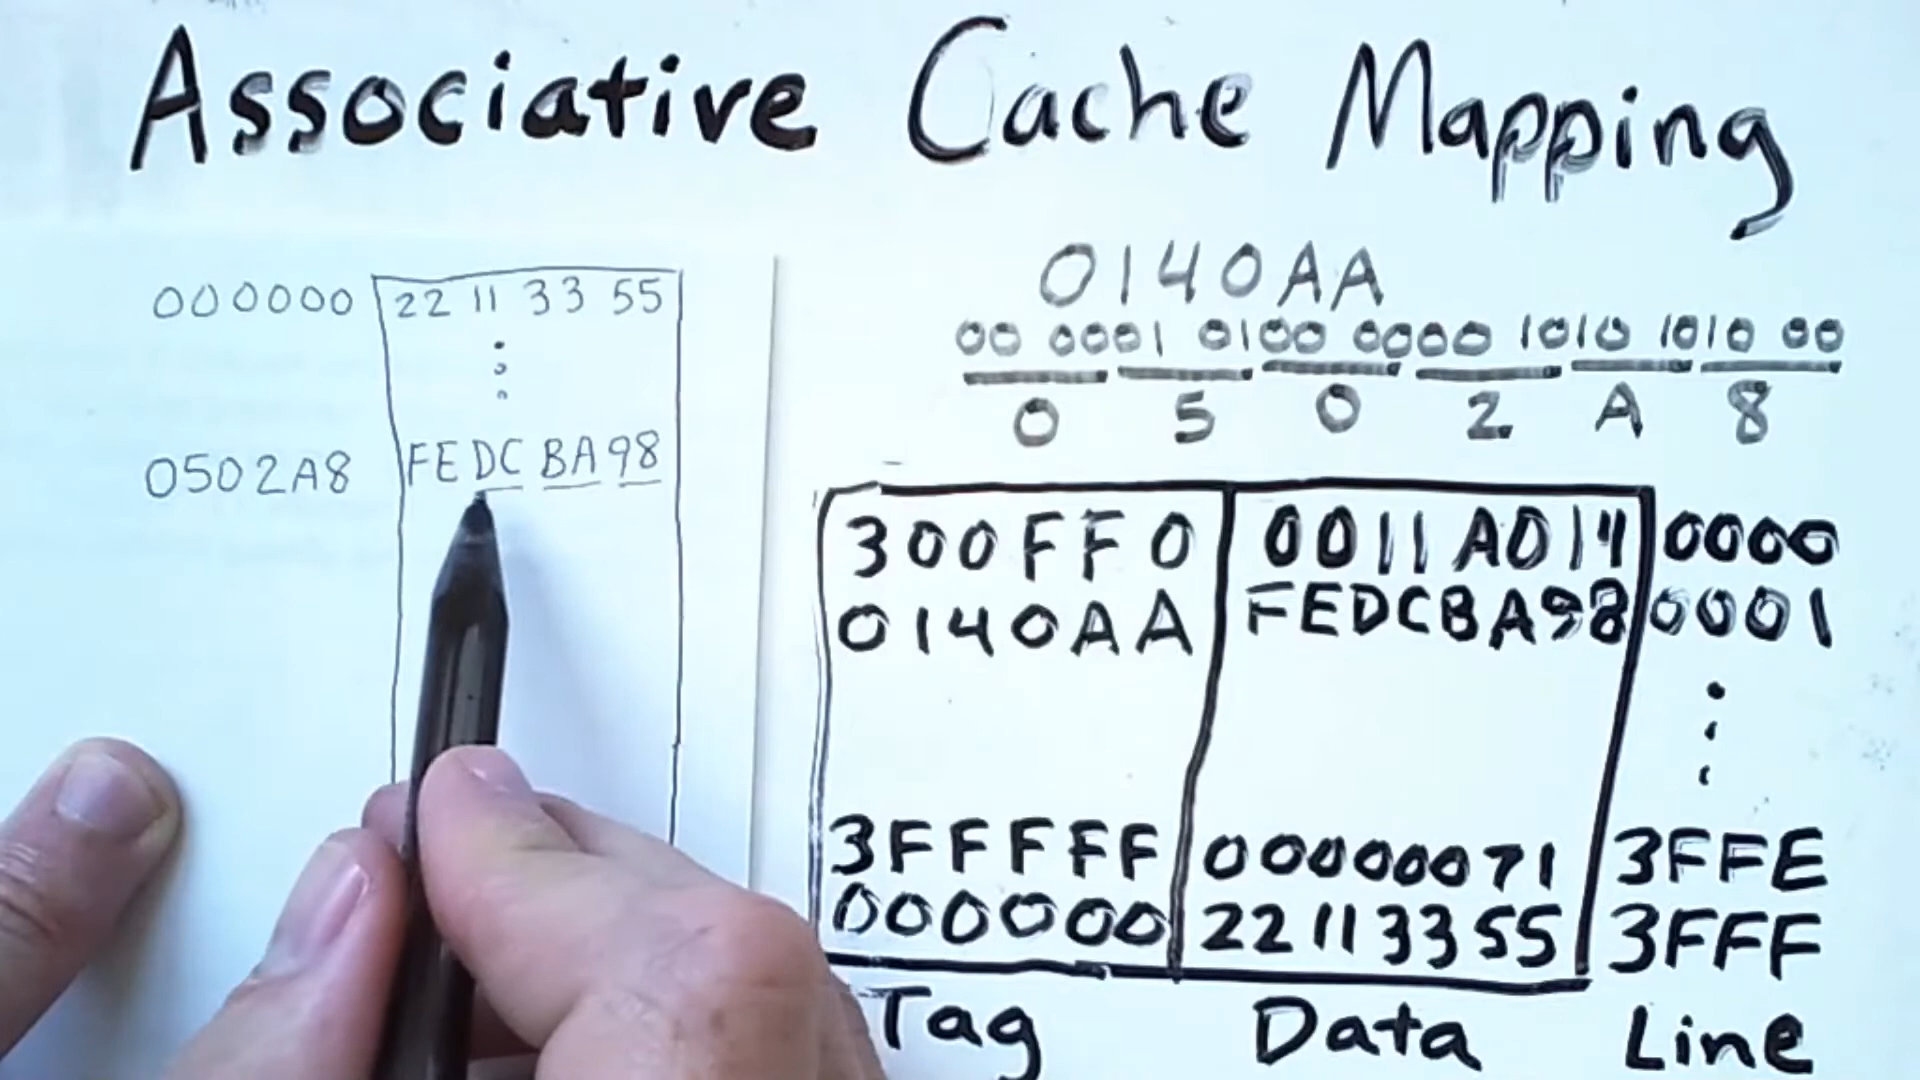 Associative Cache Mapping
000000 22 11 33 55
0502A8 FEDC BA98
0140AA
00 0001 0100 0000 1010 1010 00
0 5 0 2 A 8
300FF0 0011A014 0000
0140AA FEDCBA98 0001
3FFFFF 00000071 3FFE
000000 22113355 3FFF
Tag Data Line